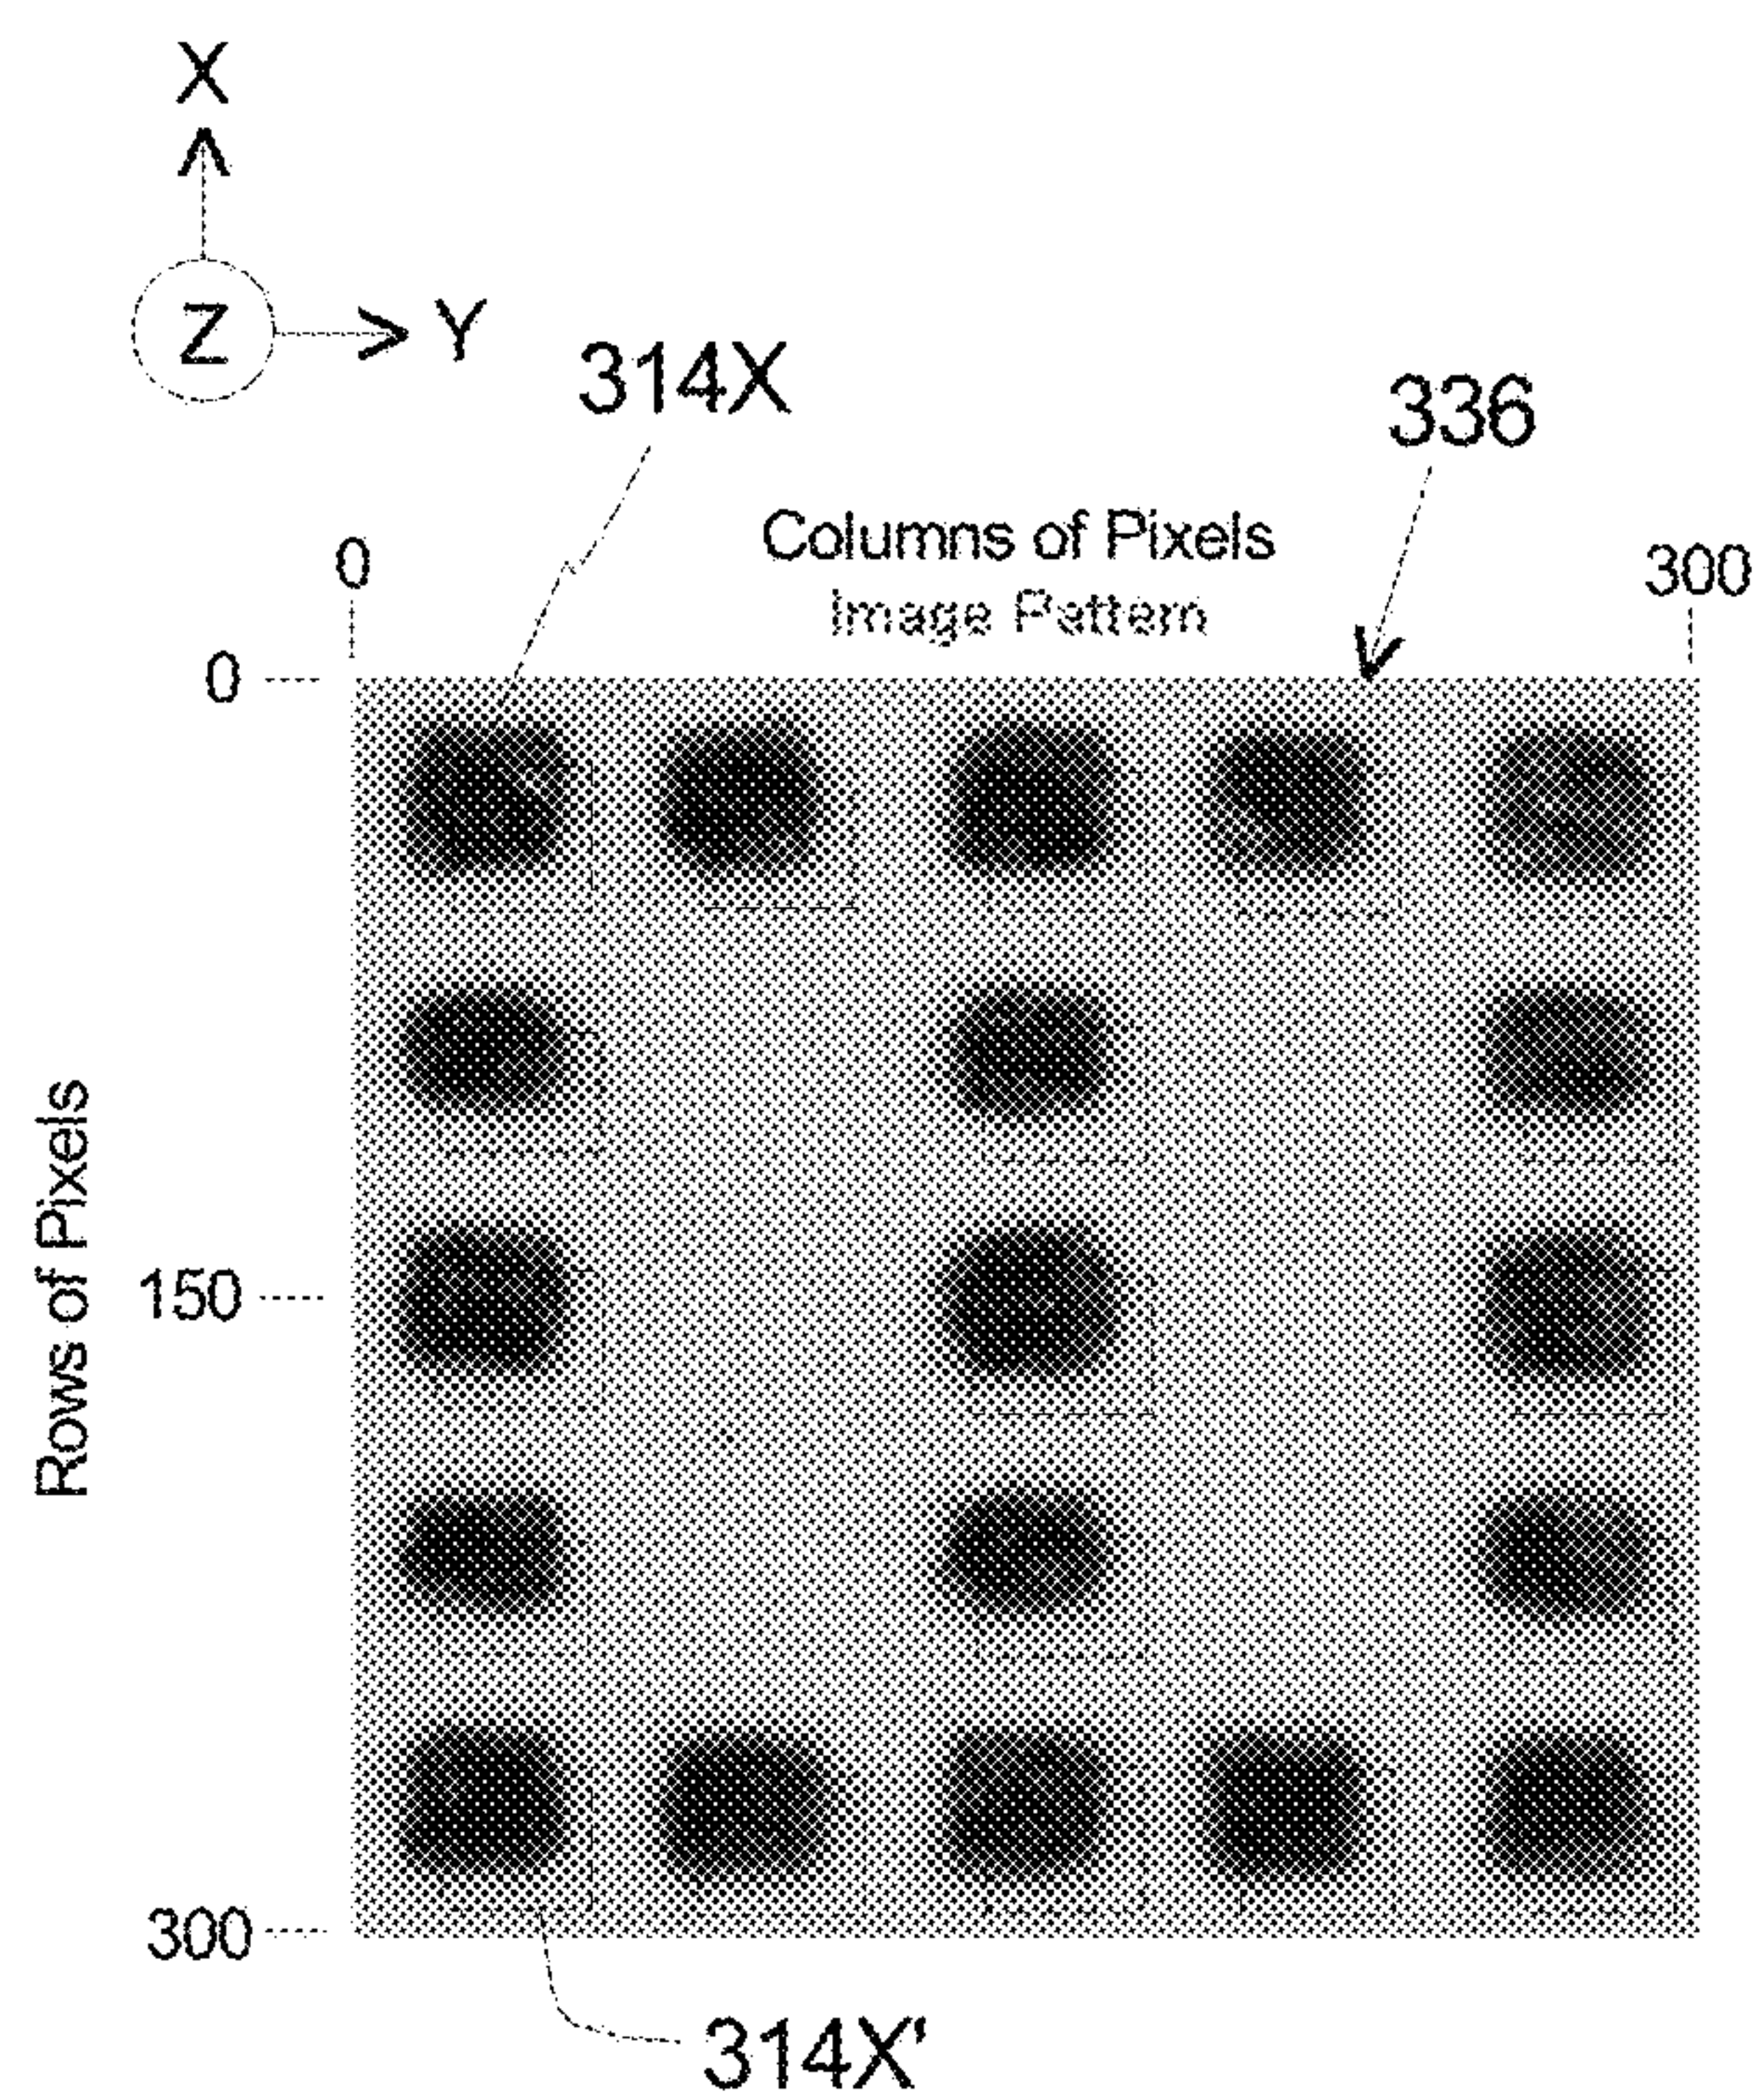 X
Z
Y
314X
336
Columns of Pixels
Image Pattern
0
300
0
Rows of Pixels
150
300
314X'